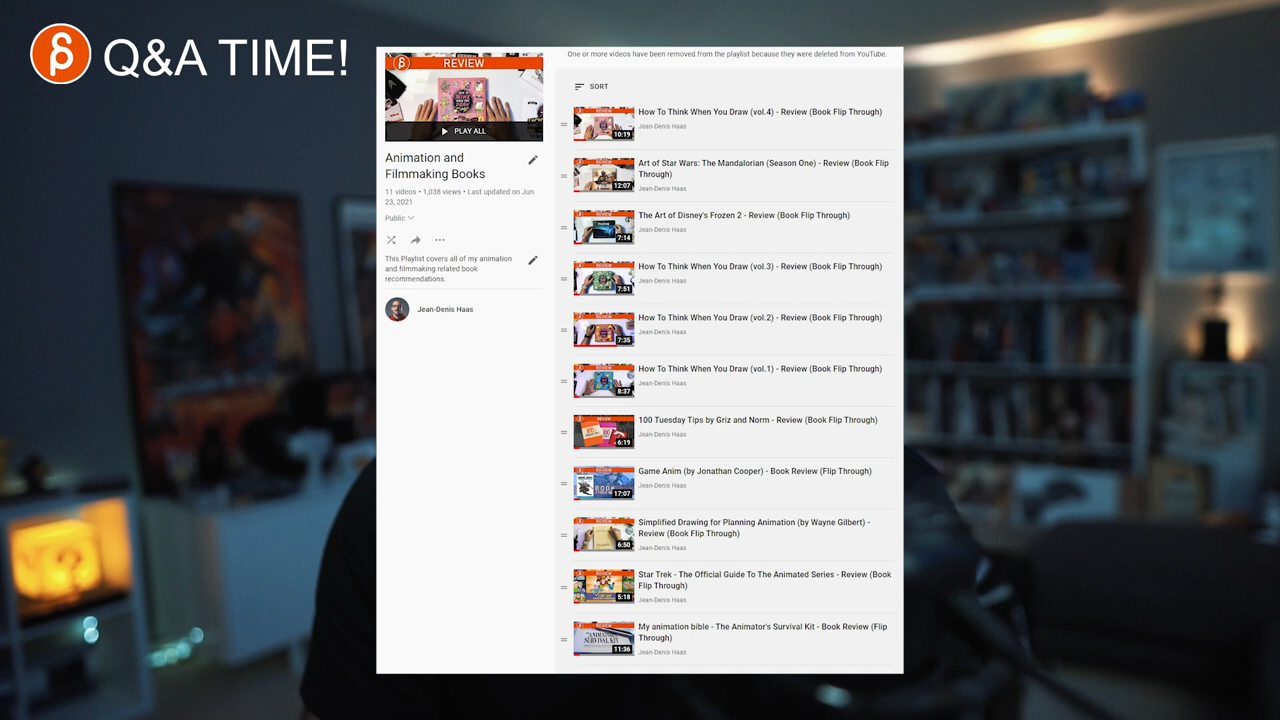 Q&A TIME!
REVIEW
PLAY ALL
Animation and
Filmmaking Books
11 videos • 1,038 views • Last updated on Jun
23, 2021
Public
This Playlist covers all of my animation
and filmmaking related book
recommendations.
Jean-Denis Haas
One or more videos have been removed from the playlist because they were deleted from YouTube.
SORT
10:19
How To Think When You Draw (vol.4) - Review (Book Flip Through)
Jean-Denis Haas
12:07
Art of Star Wars: The Mandalorian (Season One) - Review (Book Flip
Through)
Jean-Denis Haas
7:14
The Art of Disney's Frozen 2 - Review (Book Flip Through)
Jean-Denis Haas
7:51
How To Think When You Draw (vol.3) - Review (Book Flip Through)
Jean-Denis Haas
7:35
How To Think When You Draw (vol.2) - Review (Book Flip Through)
Jean-Denis Haas
8:37
How To Think When You Draw (vol.1) - Review (Book Flip Through)
Jean-Denis Haas
6:19
100 Tuesday Tips by Griz and Norm - Review (Book Flip Through)
Jean-Denis Haas
17:07
Game Anim (by Jonathan Cooper) - Book Review (Flip Through)
Jean-Denis Haas
6:50
Simplified Drawing for Planning Animation (by Wayne Gilbert) -
Review (Book Flip Through)
Jean-Denis Haas
5:18
Star Trek - The Official Guide To The Animated Series - Review (Book
Flip Through)
Jean-Denis Haas
11:36
My animation bible - The Animator's Survival Kit - Book Review (Flip
Through)
Jean-Denis Haas